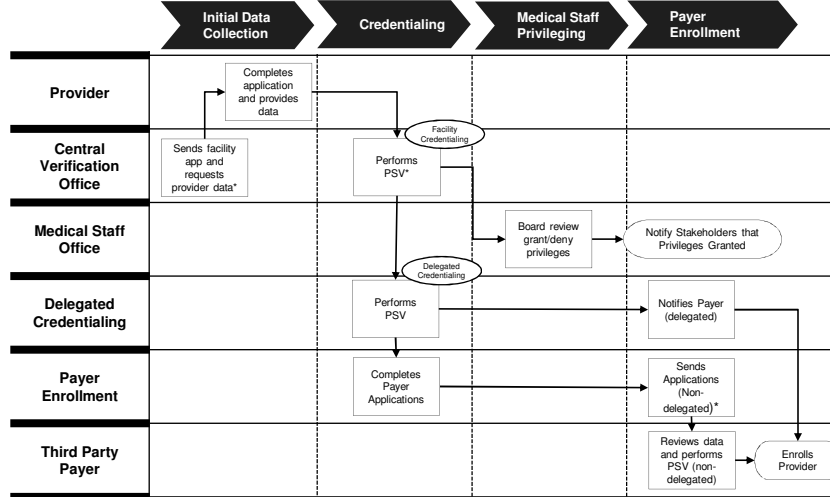 Initial Data
Collection
Credentialing
Medical Staff
Privileging
Payer
Enrollment
Provider
Completes
application
and provides
data
Central
Verification
Office
Sends facility
app and
requests
provider data*
Facility
Credentialing
Performs
PSV*
Medical Staff
Office
Board review
grant/deny
privileges
Notify Stakeholders that
Privileges Granted
Delegated
Credentialing
Delegated
Credentialing
Performs
PSV
Notifies Payer
(delegated)
Payer
Enrollment
Completes
Payer
Applications
Sends
Applications
(Non-
delegated)*
Third Party
Payer
Reviews data
and performs
PSV (non-
delegated)
Enrolls
Provider